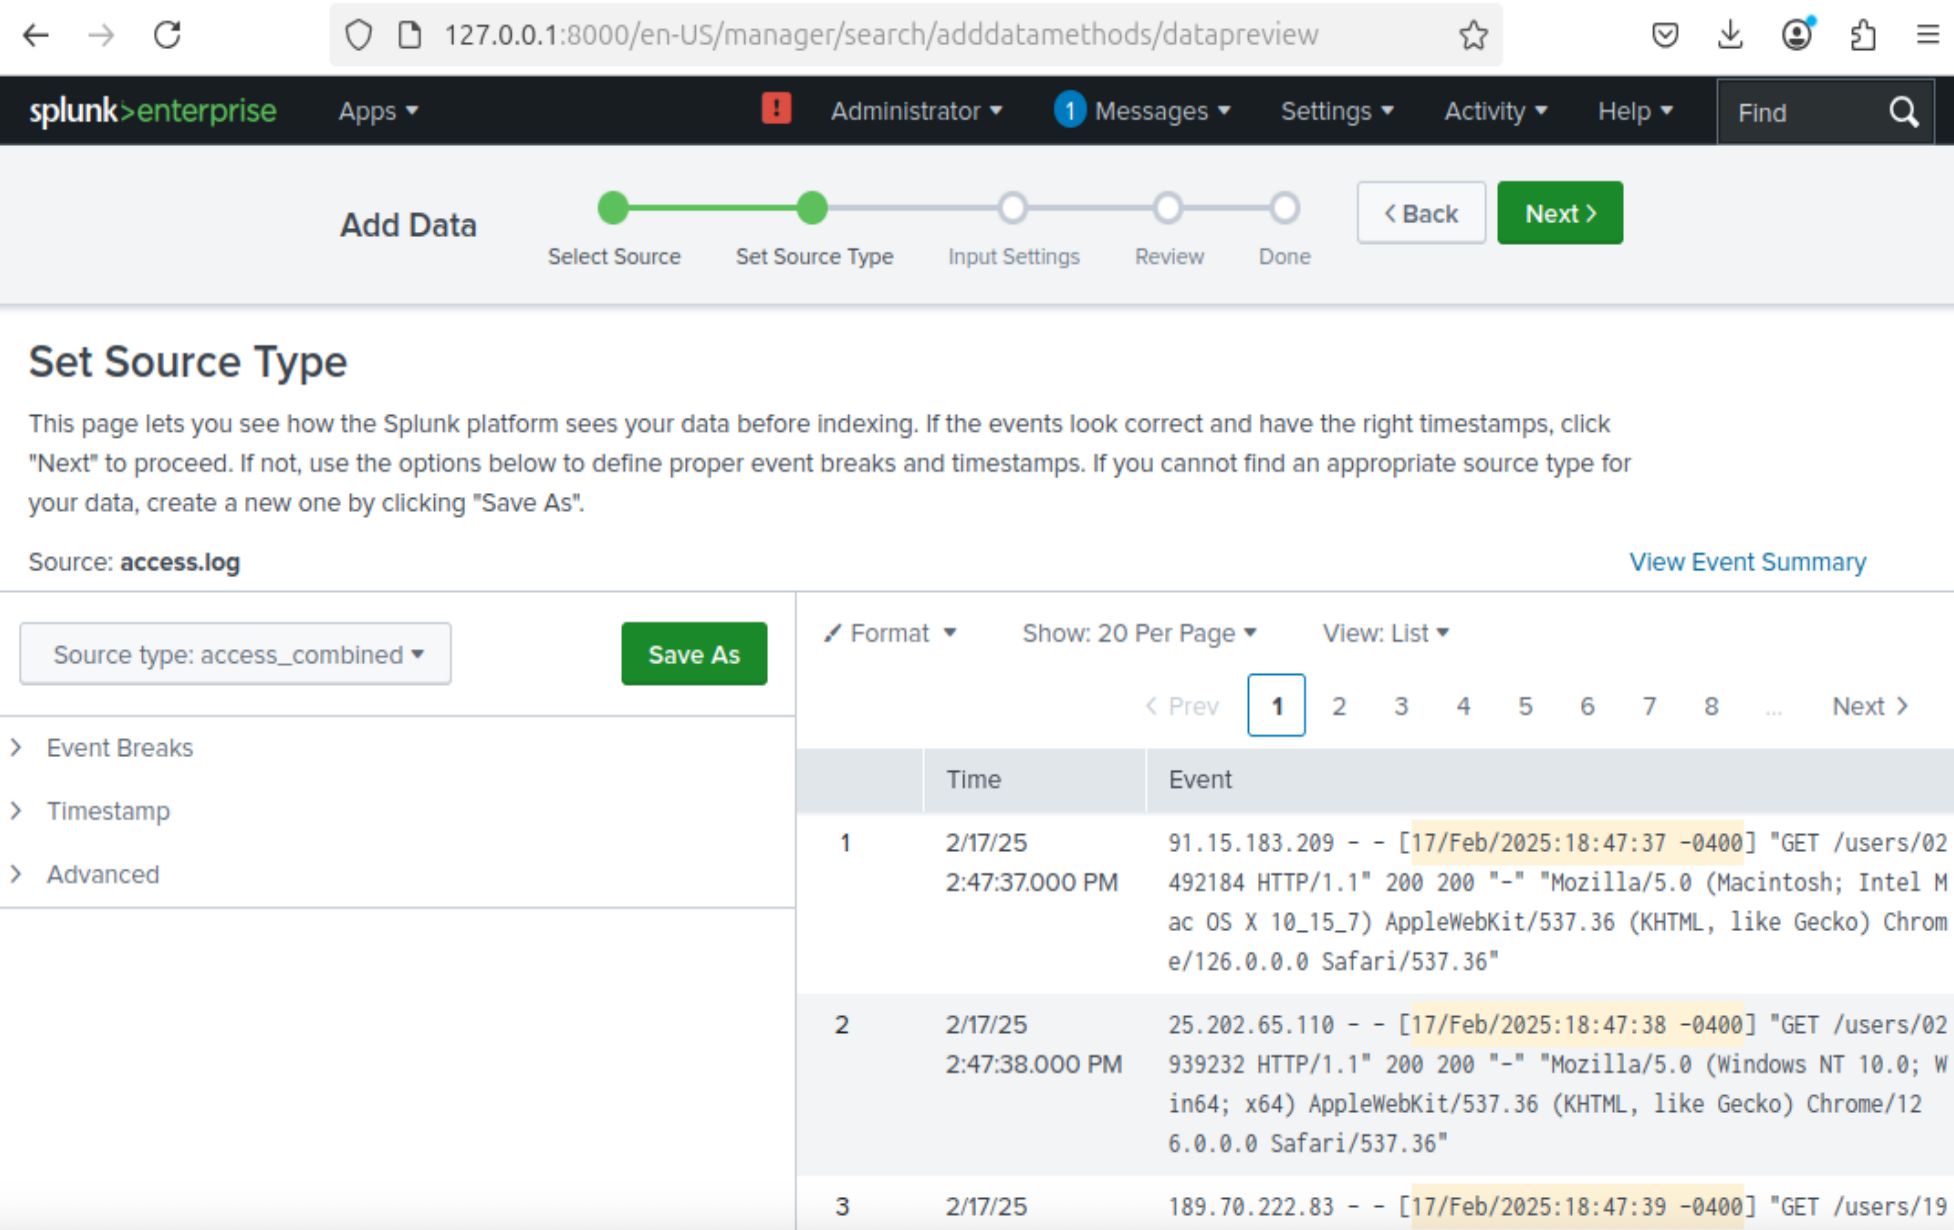 127.0.0.1:8000/en-US/manager/search/adddatamethods/datapreview
splunk>enterprise Apps ! Administrator 1 Messages Settings Activity Help Find
Add Data Select Source Set Source Type Input Settings Review Done < Back Next >
Set Source Type
This page lets you see how the Splunk platform sees your data before indexing. If the events look correct and have the right timestamps, click
"Next" to proceed. If not, use the options below to define proper event breaks and timestamps. If you cannot find an appropriate source type for
your data, create a new one by clicking "Save As".
Source: access.log View Event Summary
Source type: access_combined Save As
Event Breaks
Timestamp
Advanced
Format Show: 20 Per Page View: List
< Prev 1 2 3 4 5 6 7 8 ... Next >
Time Event
1 2/17/25 91.15.183.209 - - [17/Feb/2025:18:47:37 -0400] "GET /users/02
2:47:37.000 PM 492184 HTTP/1.1" 200 200 "-" "Mozilla/5.0 (Macintosh; Intel M
ac OS X 10_15_7) AppleWebKit/537.36 (KHTML, like Gecko) Chrom
e/126.0.0.0 Safari/537.36"
2 2/17/25 25.202.65.110 - - [17/Feb/2025:18:47:38 -0400] "GET /users/02
2:47:38.000 PM 939232 HTTP/1.1" 200 200 "-" "Mozilla/5.0 (Windows NT 10.0; W
in64; x64) AppleWebKit/537.36 (KHTML, like Gecko) Chrome/12
6.0.0.0 Safari/537.36"
3 2/17/25 189.70.222.83 - - [17/Feb/2025:18:47:39 -0400] "GET /users/19